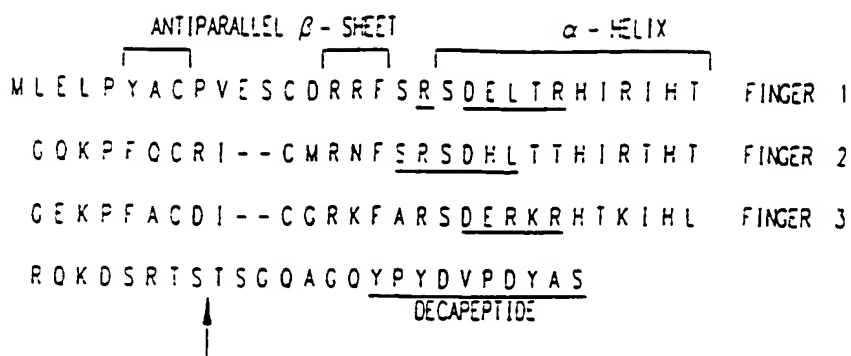 ANTIPARALLEL β - SHEET α - HELIX
M L E L P Y A C P V E S C D R R F S R S D E L T R H I R I H T FINGER 1
G Q K P F Q C R I - - C M R N F S R S D H L T T H I R T H T FINGER 2
G E K P F A C D I - - C G R K F A R S D E R K R H T K I H L FINGER 3
R Q K D S R T S T S G Q A G Q Y P Y D V P D Y A S
DECAPEPTIDE